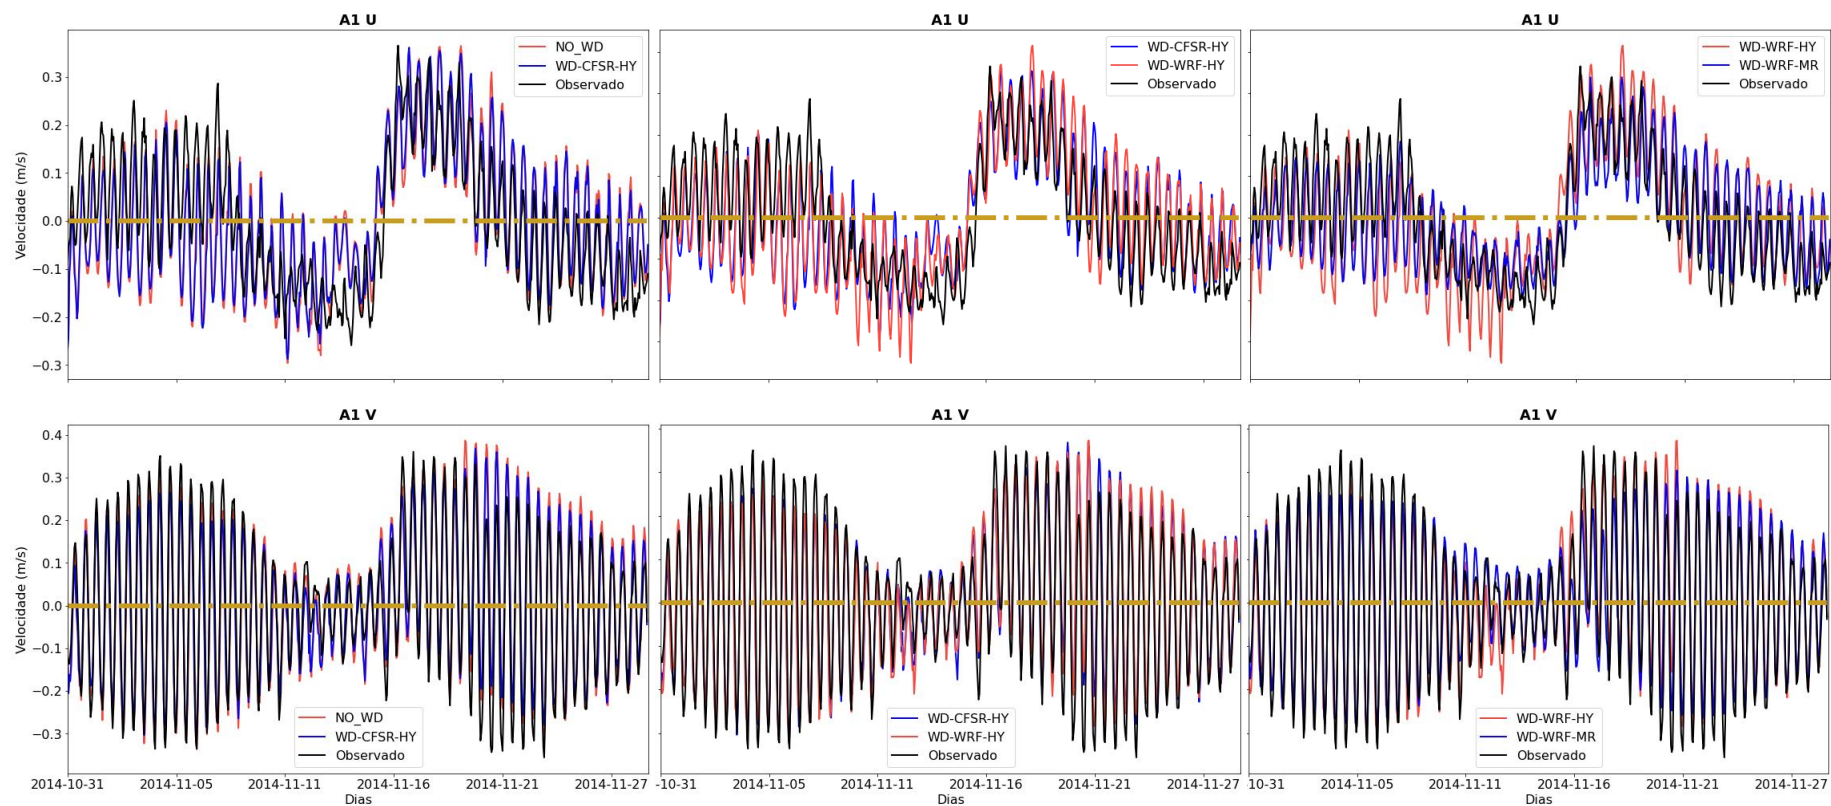 A1 U
A1 U
A1 U
NO_WD
WD-CFSR-HY
Observado
WD-CFSR-HY
WD-WRF-HY
Observado
WD-WRF-HY
WD-WRF-MR
Observado
Velocidade (m/s)
0.3
0.2
0.1
0.0
−0.1
−0.2
−0.3
A1 V
A1 V
A1 V
Velocidade (m/s)
0.4
0.3
0.2
0.1
0.0
−0.1
−0.2
−0.3
NO_WD
WD-CFSR-HY
Observado
WD-CFSR-HY
WD-WRF-HY
Observado
WD-WRF-HY
WD-WRF-MR
Observado
2014-10-31 2014-11-05 2014-11-11 2014-11-16 2014-11-21 2014-11-27
2014-11-05 2014-11-11 2014-11-16 2014-11-21 2014-11-27
-10-31 2014-11-05 2014-11-11 2014-11-16 2014-11-21 2014-11-27
Dias
Dias
Dias